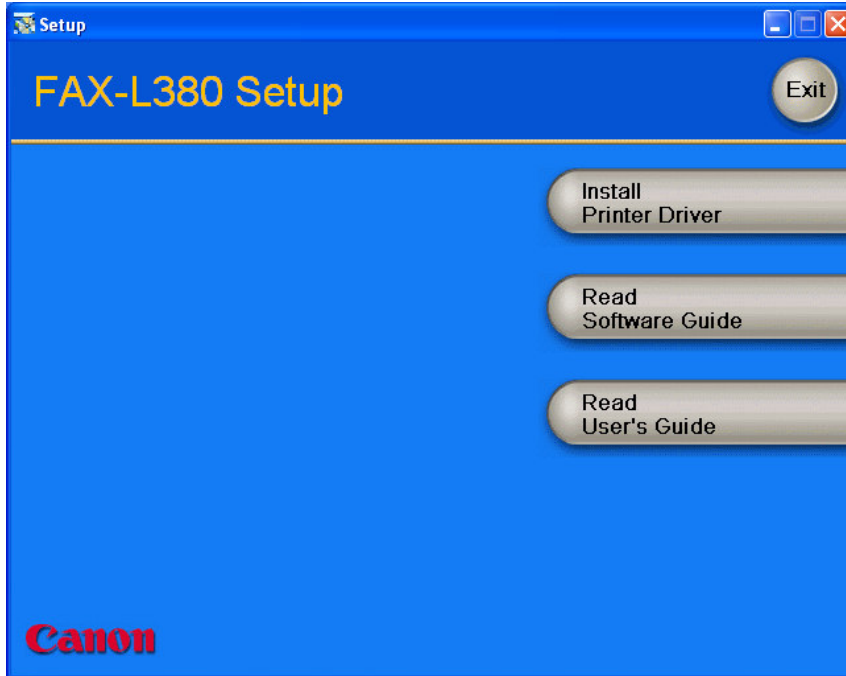 Setup
FAX-L380 Setup
Exit
Install
Printer Driver
Read
Software Guide
Read
User's Guide
Canon